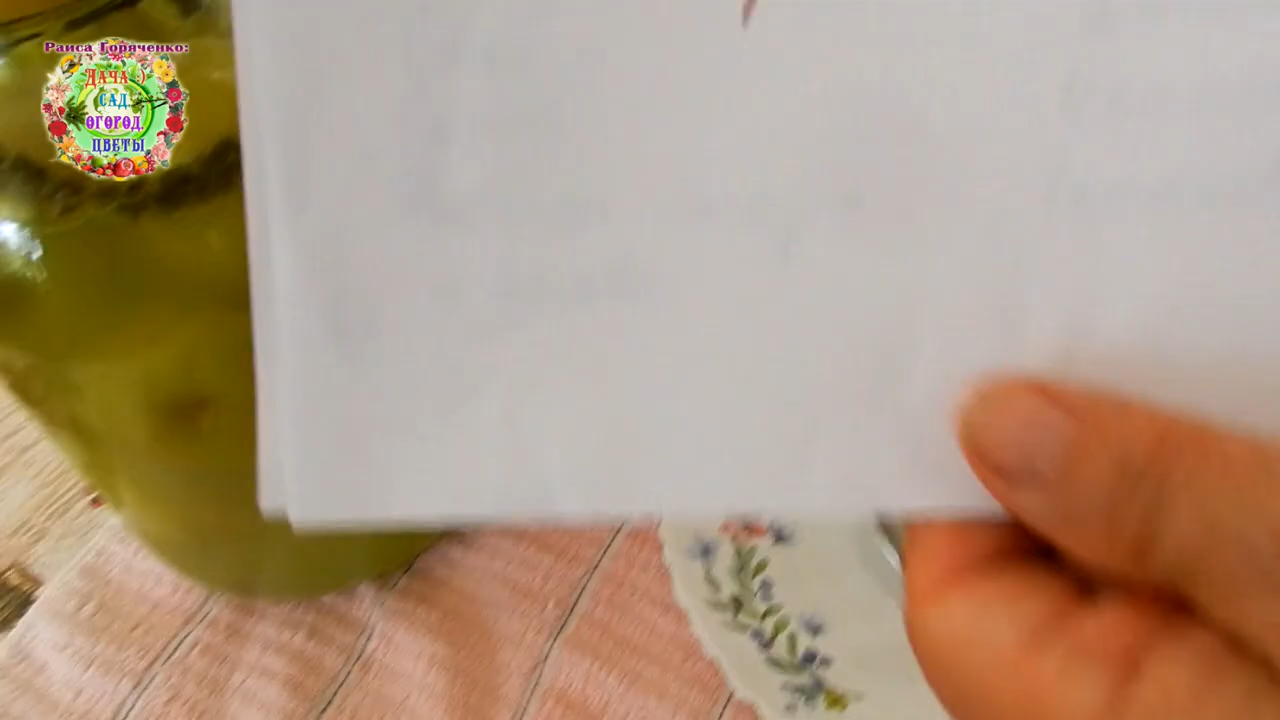 Раиса Горяченко:
Дача :)
сад
огород.
цветы